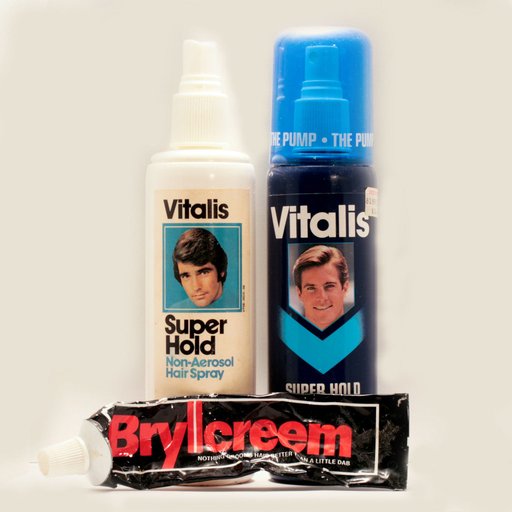 Vitalis
Super
Hold
Non-Aerosol
Hair Spray
THE PUMP • THE PUMP
Vitalis
SUPER HOLD
Brylcreem
NOTHING GROOMS HAIR BETTER THAN A LITTLE DAB